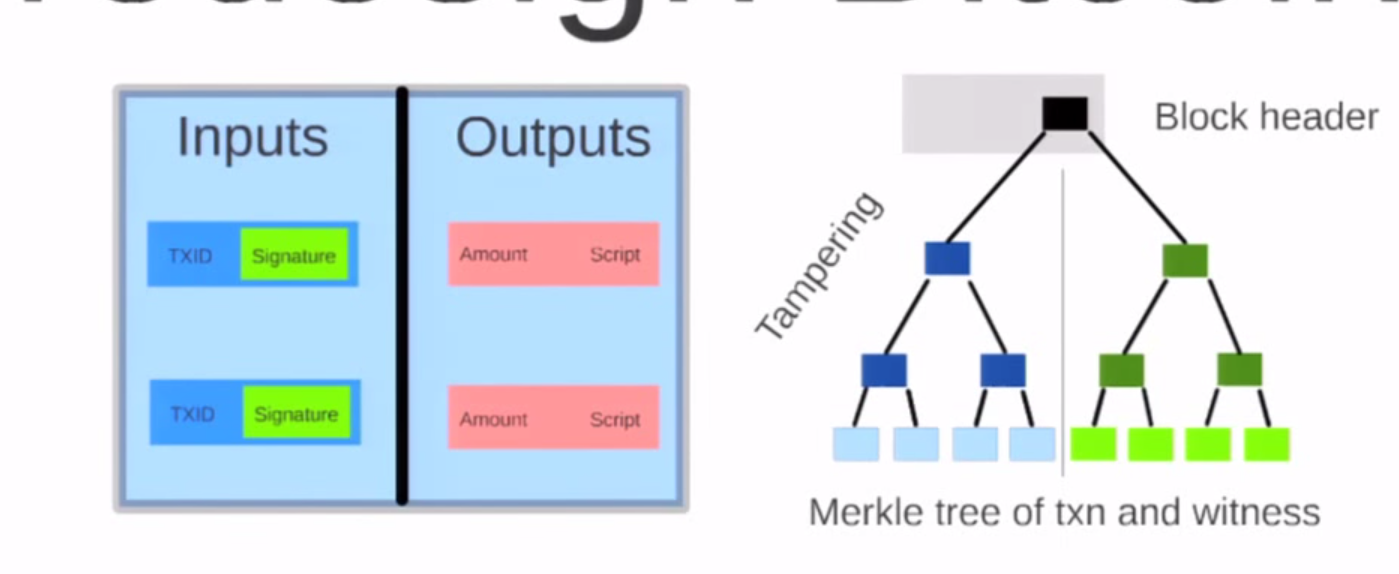 Inputs
Outputs
TXID
Signature
Amount
Script
TXID
Signature
Amount
Script
Block header
Tampering
Merkle tree of txn and witness